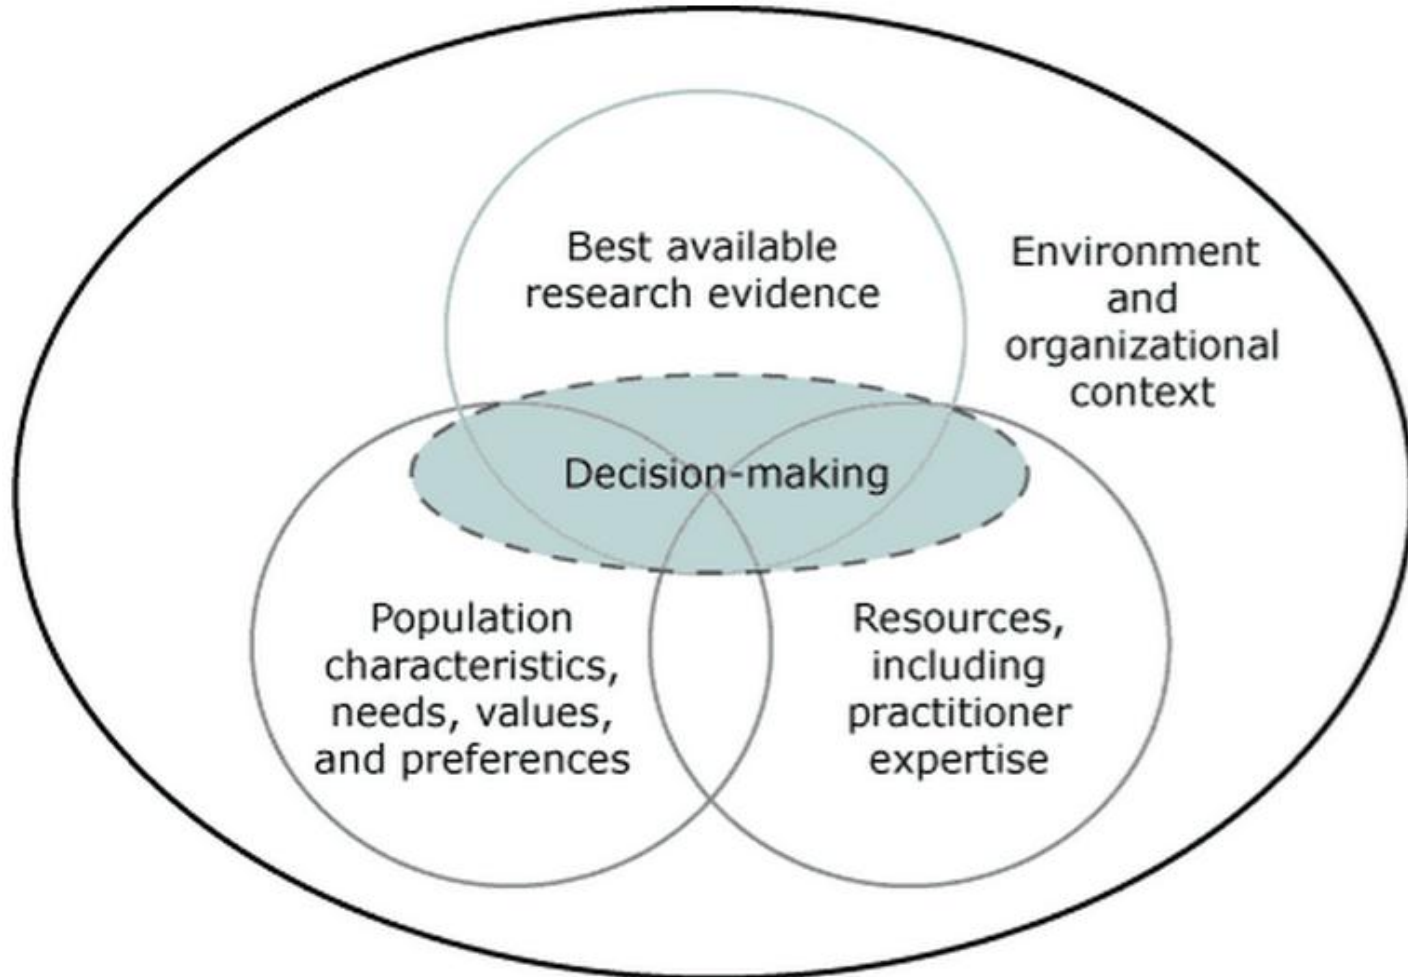 Best available
research evidence
Environment
and
organizational
context
Decision-making
Population
characteristics,
needs, values,
and preferences
Resources,
including
practitioner
expertise